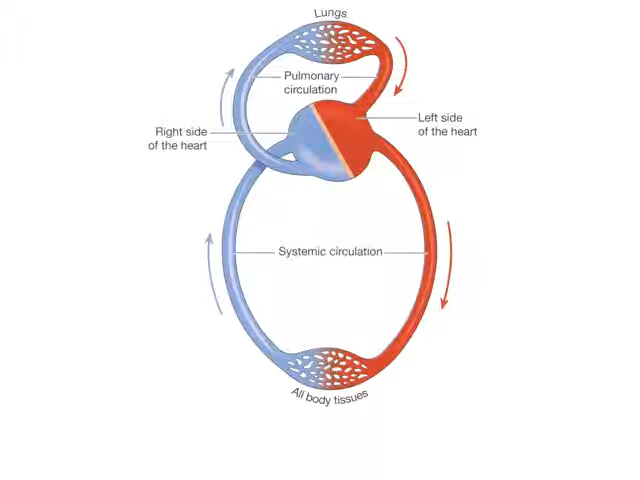 Lungs
Pulmonary
circulation
Left side
of the heart
Right side
of the heart
Systemic circulation
All body tissues